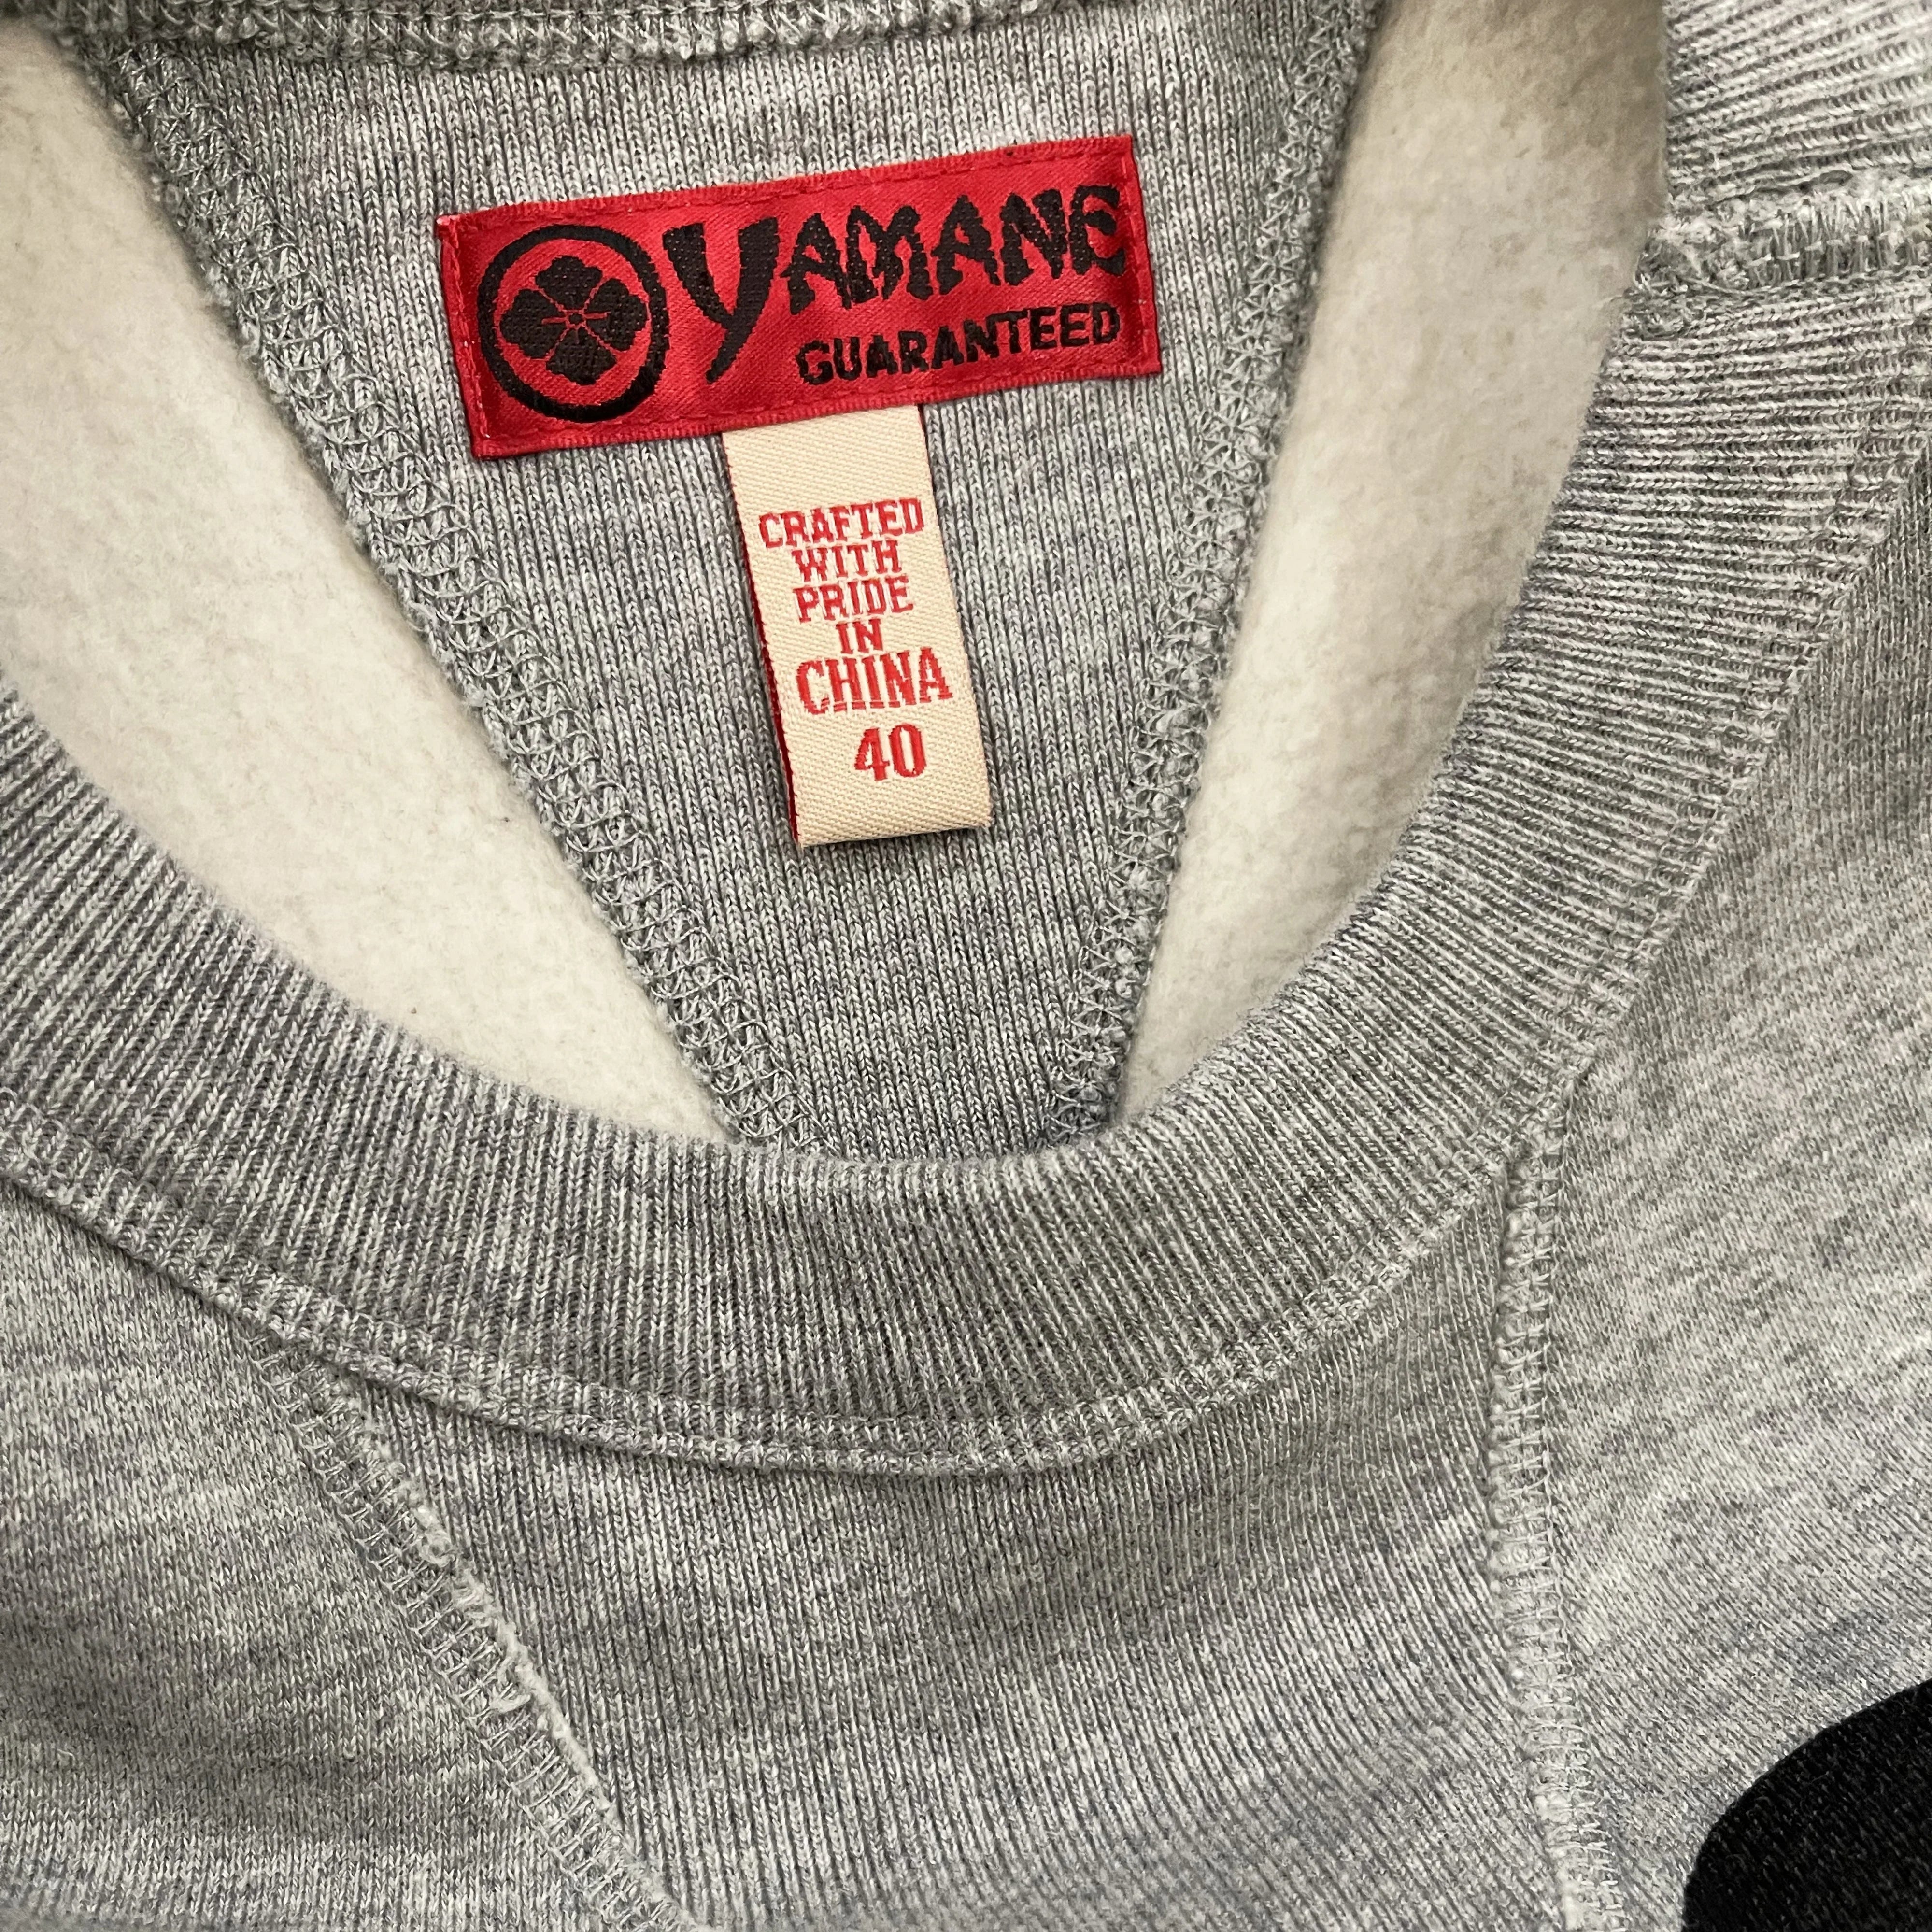 YAMANE
GUARANTEED
CRAFTED
WITH
PRIDE
IN
CHINA
40